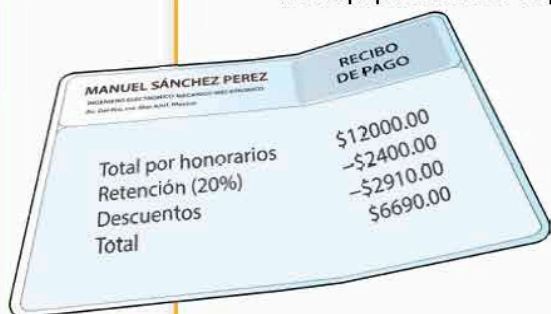 MANUEL SÁNCHEZ PEREZ
RECIBO
DE PAGO
Total por honorarios $12000.00
Retención (20%) –$2400.00
Descuentos –$2910.00
Total $6690.00